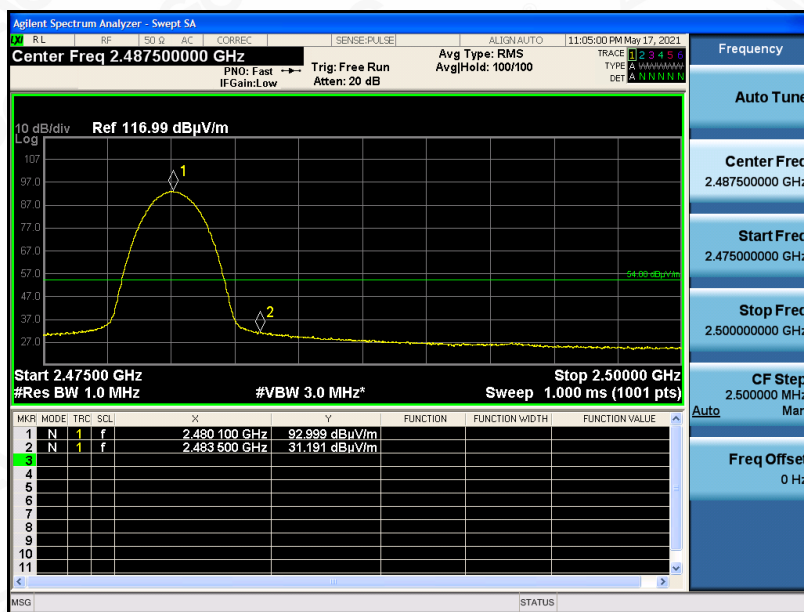 Agilent Spectrum Analyzer - Swept SA
LXI RL RF 50 Ω AC CORREC SENSE:PULSE ALIGN AUTO 11:05:00 PM May 17, 2021
Center Freq 2.487500000 GHz
PNO: Fast
IFGain:Low
Trig: Free Run
Atten: 20 dB
Avg Type: RMS
Avg|Hold: 100/100
TRACE 1 2 3 4 5 6
TYPE A WWWWW
DET A N N N N N
10 dB/div Ref 116.99 dBµV/m
Log
107
97.0
87.0
77.0
67.0
57.0
47.0
37.0
27.0
1
2
54.00 dBµV/m
Start 2.47500 GHz Stop 2.50000 GHz
#Res BW 1.0 MHz #VBW 3.0 MHz* Sweep 1.000 ms (1001 pts)
MKR MODE TRC SCL X Y FUNCTION FUNCTION WIDTH FUNCTION VALUE
1 N 1 f 2.480 100 GHz 92.999 dBµV/m
2 N 1 f 2.483 500 GHz 31.191 dBµV/m
3
4
5
6
7
8
9
10
11
MSG STATUS
Frequency
Auto Tune
Center Freq
2.487500000 GHz
Start Freq
2.475000000 GHz
Stop Freq
2.500000000 GHz
CF Step
2.500000 MHz
Auto Man
Freq Offset
0 Hz